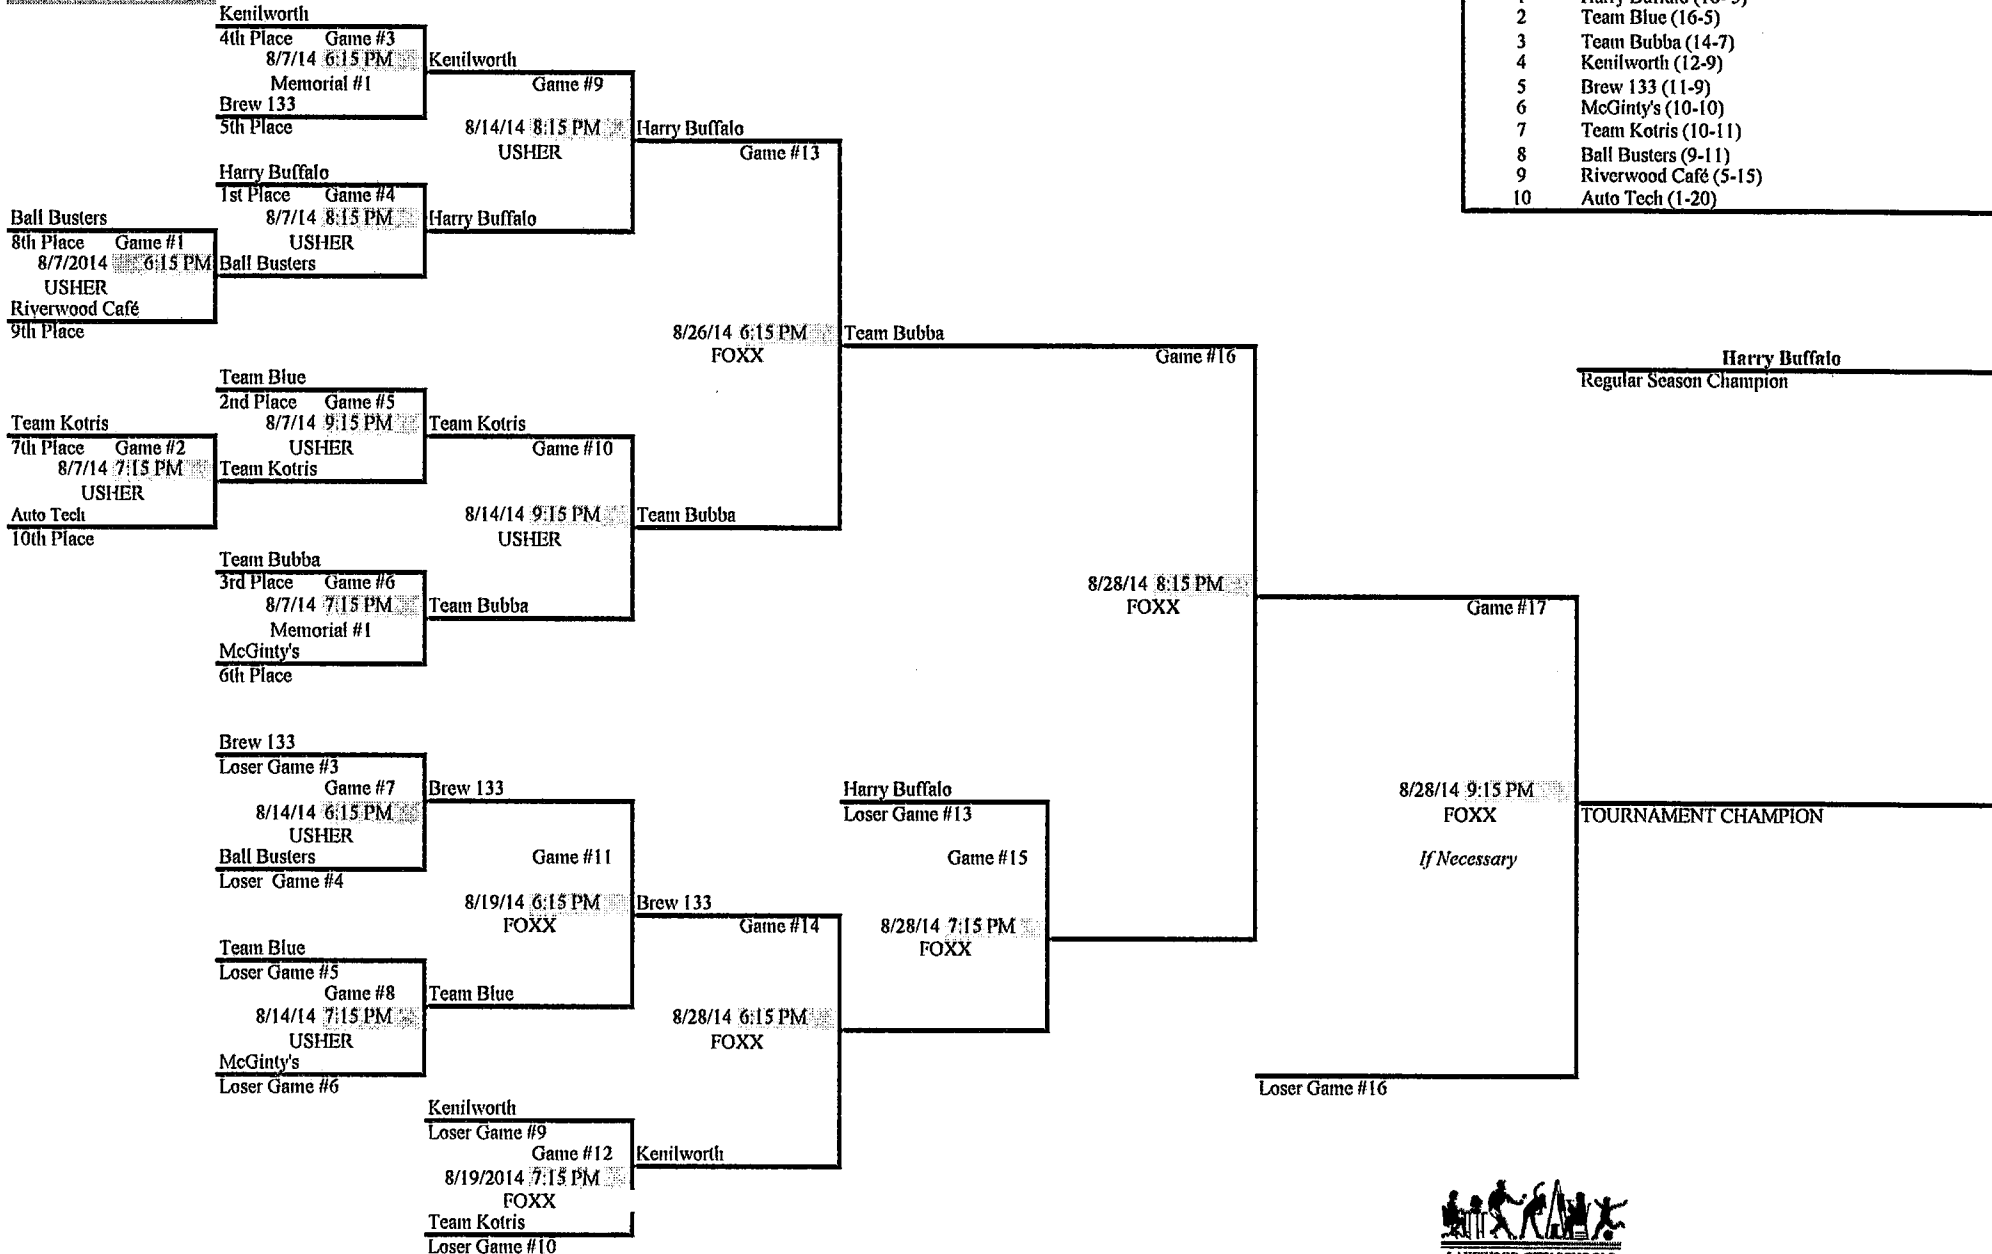 Kenilworth
4th Place Game #3
8/7/14 6:15 PM
Memorial #1
Brew 133
5th Place
Kenilworth
Game #9
8/14/14 8:15 PM
USHER
Harry Buffalo
1st Place Game #4
8/7/14 8:15 PM
USHER
Harry Buffalo
Ball Busters
8th Place Game #1
8/7/2014 6:15 PM
USHER
Riverwood Café
9th Place
Ball Busters
Harry Buffalo
Game #13
8/26/14 6:15 PM
FOXX
Team Blue
2nd Place Game #5
8/7/14 9:15 PM
USHER
Team Kotris
7th Place Game #2
8/7/14 7:15 PM
USHER
Auto Tech
10th Place
Team Kotris
Team Kotris
Game #10
8/14/14 9:15 PM
USHER
Team Bubba
Team Bubba
3rd Place Game #6
8/7/14 7:15 PM
Memorial #1
McGinty's
6th Place
Team Bubba
Team Bubba
Game #16
8/28/14 8:15 PM
FOXX
2 Team Blue (16-5)
3 Team Bubba (14-7)
4 Kenilworth (12-9)
5 Brew 133 (11-9)
6 McGinty's (10-10)
7 Team Kotris (10-11)
8 Ball Busters (9-11)
9 Riverwood Café (5-15)
10 Auto Tech (1-20)
Harry Buffalo
Regular Season Champion
Brew 133
Loser Game #3
Game #7
8/14/14 6:15 PM
USHER
Ball Busters
Loser Game #4
Brew 133
Game #11
8/19/14 6:15 PM
FOXX
Team Blue
Loser Game #5
Game #8
8/14/14 7:15 PM
USHER
McGinty's
Loser Game #6
Team Blue
Brew 133
Game #14
8/28/14 6:15 PM
FOXX
Kenilworth
Loser Game #9
Game #12
8/19/2014 7:15 PM
FOXX
Team Kotris
Loser Game #10
Kenilworth
Harry Buffalo
Loser Game #13
Game #15
8/28/14 7:15 PM
FOXX
Game #17
8/28/14 9:15 PM
FOXX
If Necessary
Loser Game #16
TOURNAMENT CHAMPION